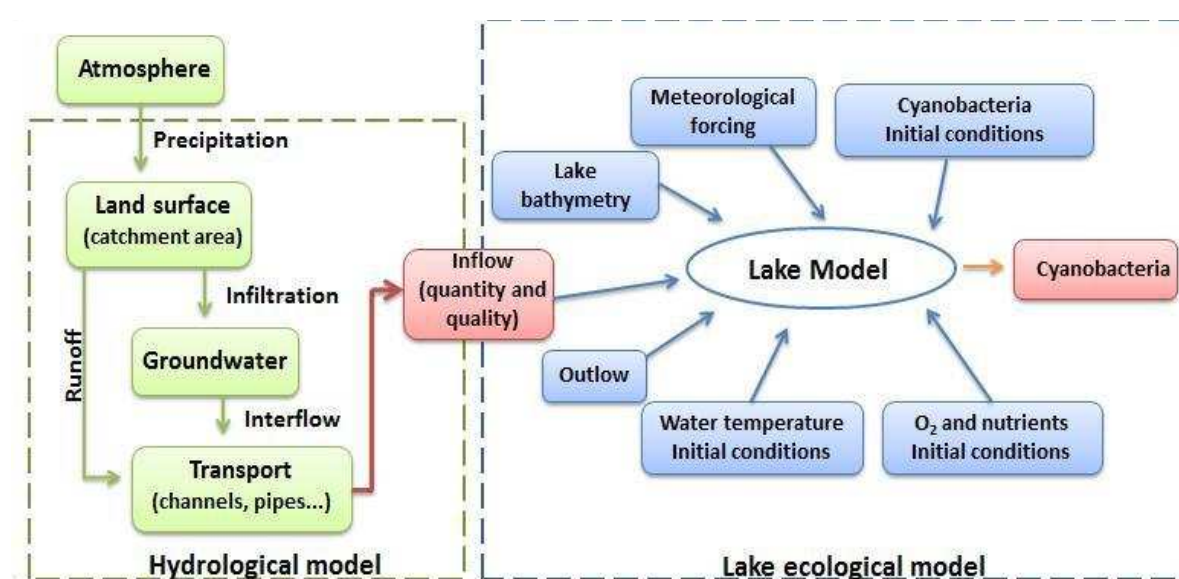 Atmosphere
Precipitation
Land surface
(catchment area)
Infiltration
Runoff
Groundwater
Interflow
Transport
(channels, pipes...)
Hydrological model
Inflow
(quantity and
quality)
Meteorological
forcing
Cyanobacteria
Initial conditions
Lake
bathymetry
Lake Model
Cyanobacteria
Outlow
Water temperature
Initial conditions
O₂ and nutrients
Initial conditions
Lake ecological model